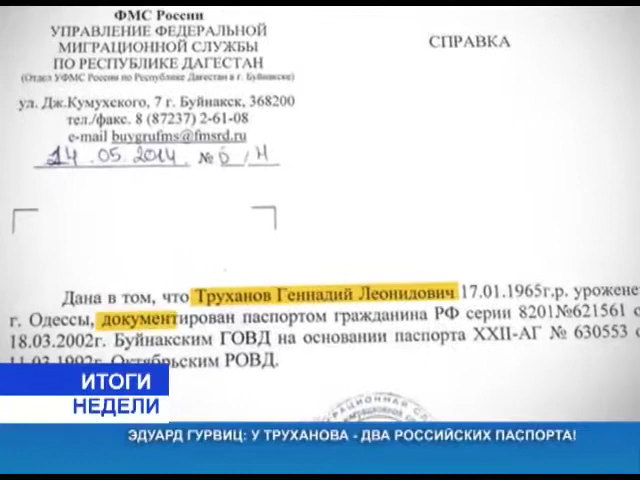 ФМС России
УПРАВЛЕНИЕ ФЕДЕРАЛЬНОЙ
МИГРАЦИОННОЙ СЛУЖБЫ
ПО РЕСПУБЛИКЕ ДАГЕСТАН
(Отдел УФМС России по Республике Дагестан в г. Буйнакске)
СПРАВКА
ул. Дж.Кумухского, 7 г. Буйнакск, 368200
тел./факс. 8 (87237) 2-61-08
e-mail buygrufms@fmsrd.ru
14.05.2014 № б/н
Дана в том, что Труханов Геннадий Леонидович 17.01.1965г.р. уроженe
г. Одессы, документирован паспортом гражданина РФ серии 8201№621561 о
18.03.2002г. Буйнакским ГОВД на основании паспорта XXII-АГ № 630553 о
11.03.1992г. Октябрьским РОВД.
ИТОГИ
НЕДЕЛИ
ЭДУАРД ГУРВИЦ: У ТРУХАНОВА - ДВА РОССИЙСКИХ ПАСПОРТА!